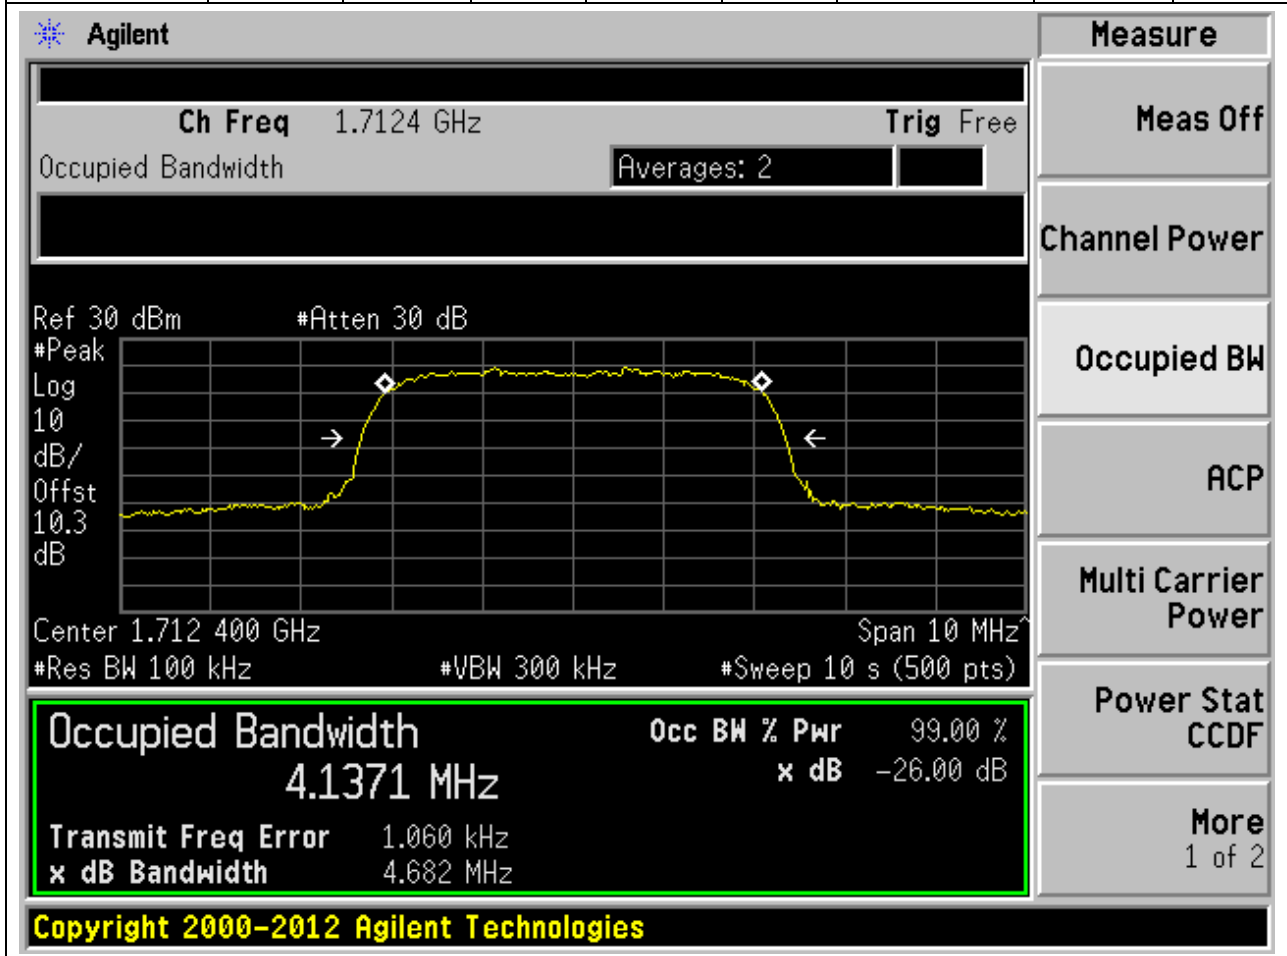 Agilent
Measure
Ch Freq 1.7124 GHz Trig Free
Meas Off
Occupied Bandwidth Averages: 2
Channel Power
Ref 30 dBm #Atten 30 dB
#Peak
Log
10
dB/
Offst
10.3
dB
Occupied BW
ACP
Center 1.712 400 GHz Span 10 MHz^
#Res BW 100 kHz #VBW 300 kHz #Sweep 10 s (500 pts)
Multi Carrier
Power
Occupied Bandwidth Occ BW % Pwr 99.00 %
4.1371 MHz x dB -26.00 dB
Transmit Freq Error 1.060 kHz
x dB Bandwidth 4.682 MHz
Power Stat
CCDF
More
1 of 2
Copyright 2000-2012 Agilent Technologies